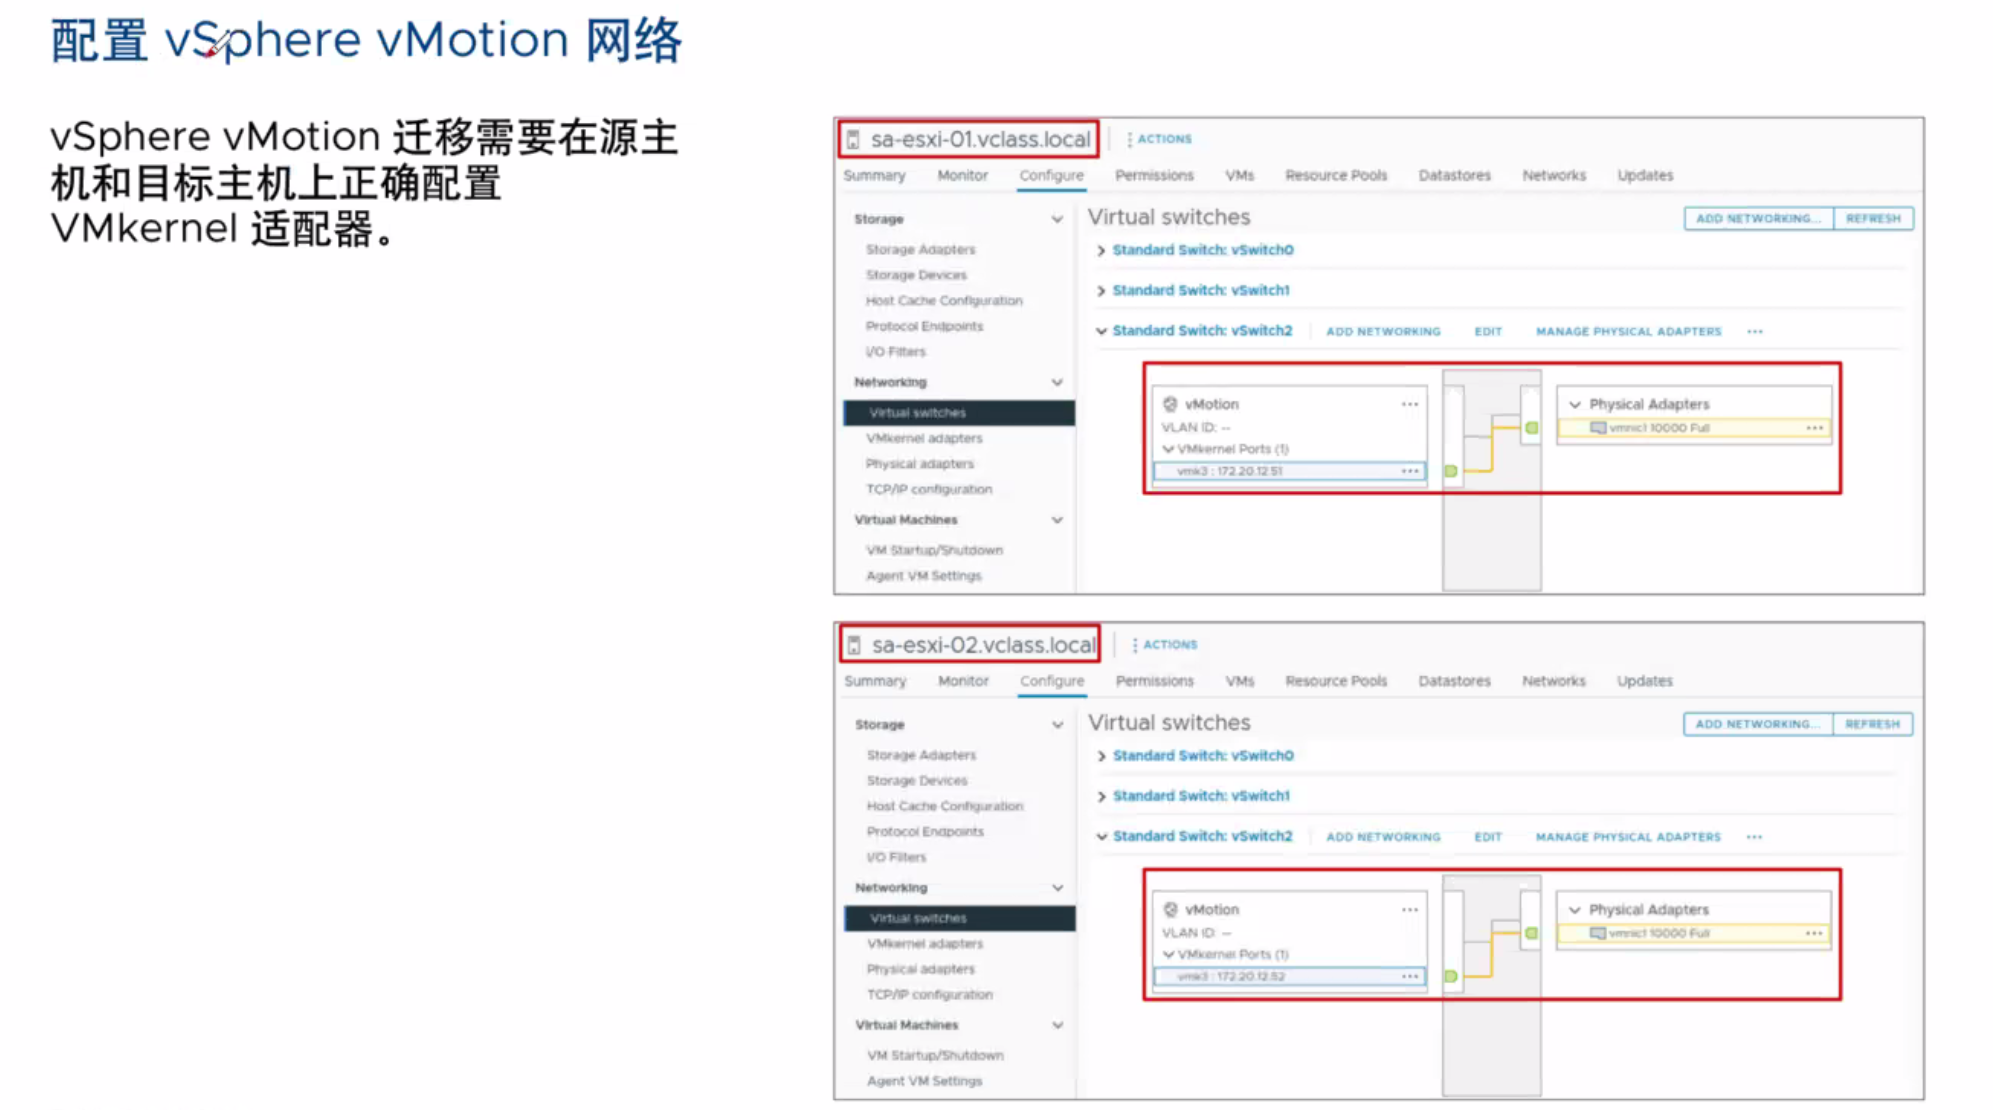 配置 vSphere vMotion 网络
vSphere vMotion 迁移需要在源主
机和目标主机上正确配置
VMkernel 适配器。
sa-esxi-01.vclass.local
ACTIONS
Summary Monitor Configure Permissions VMs Resource Pools Datastores Networks Updates
Storage
Storage Adapters
Storage Devices
Host Cache Configuration
Protocol Endpoints
I/O Filters
Networking
Virtual switches
VMkernel adapters
Physical adapters
TCP/IP configuration
Virtual Machines
VM Startup/Shutdown
Agent VM Settings
Virtual switches
ADD NETWORKING... REFRESH
Standard Switch: vSwitch0
Standard Switch: vSwitch1
Standard Switch: vSwitch2 ADD NETWORKING EDIT MANAGE PHYSICAL ADAPTERS ...
vMotion ...
VLAN ID: --
VMkernel Ports (1)
vmk3 : 172.20.12.51 ...
Physical Adapters
vmnic1 10000 Full ...
sa-esxi-02.vclass.local
ACTIONS
Summary Monitor Configure Permissions VMs Resource Pools Datastores Networks Updates
Storage
Storage Adapters
Storage Devices
Host Cache Configuration
Protocol Endpoints
I/O Filters
Networking
Virtual switches
VMkernel adapters
Physical adapters
TCP/IP configuration
Virtual Machines
VM Startup/Shutdown
Agent VM Settings
Virtual switches
ADD NETWORKING... REFRESH
Standard Switch: vSwitch0
Standard Switch: vSwitch1
Standard Switch: vSwitch2 ADD NETWORKING EDIT MANAGE PHYSICAL ADAPTERS ...
vMotion ...
VLAN ID: --
VMkernel Ports (1)
vmk3 : 172.20.12.52 ...
Physical Adapters
vmnic1 10000 Full ...